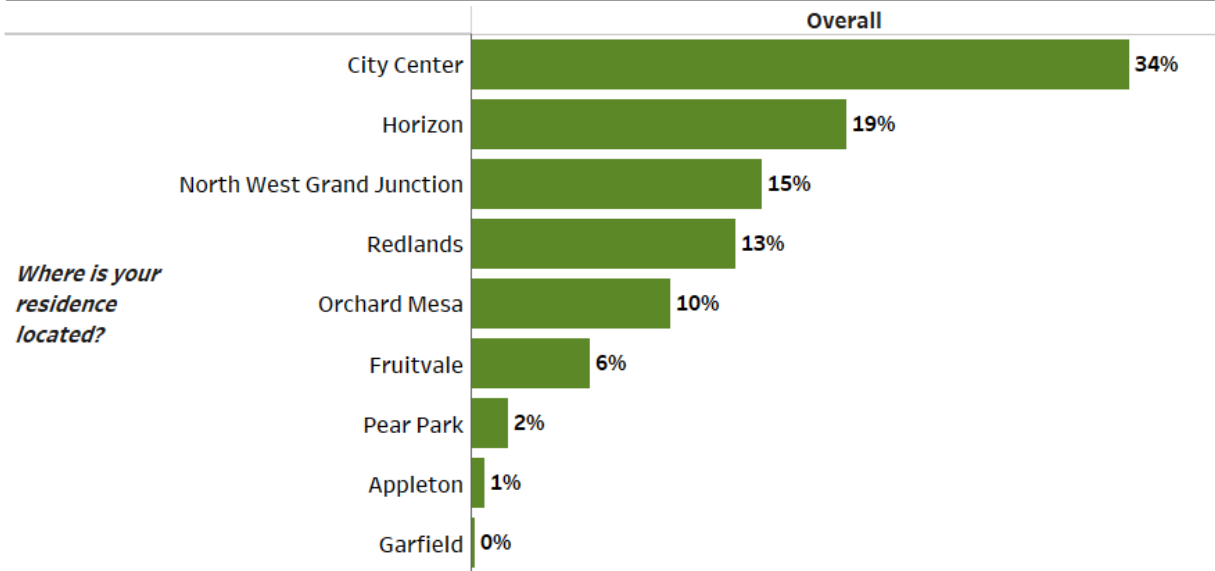 Overall
City Center 34%
Horizon 19%
North West Grand Junction 15%
Redlands 13%
Where is your
residence
located?
Orchard Mesa 10%
Fruitvale 6%
Pear Park 2%
Appleton 1%
Garfield 0%